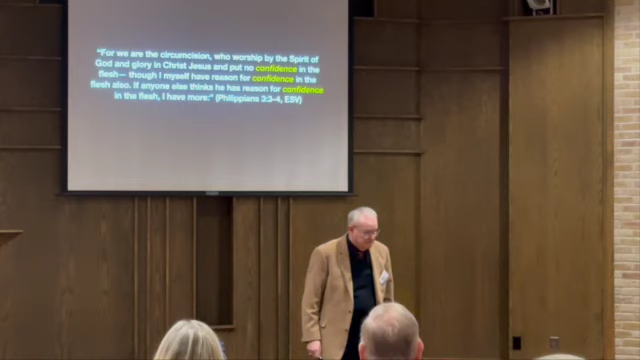 “For we are the circumcision, who worship by the Spirit of
God and glory in Christ Jesus and put no confidence in the
flesh— though I myself have reason for confidence in the
flesh also. If anyone else thinks he has reason for confidence
in the flesh, I have more:” (Philippians 3:3–4, ESV)